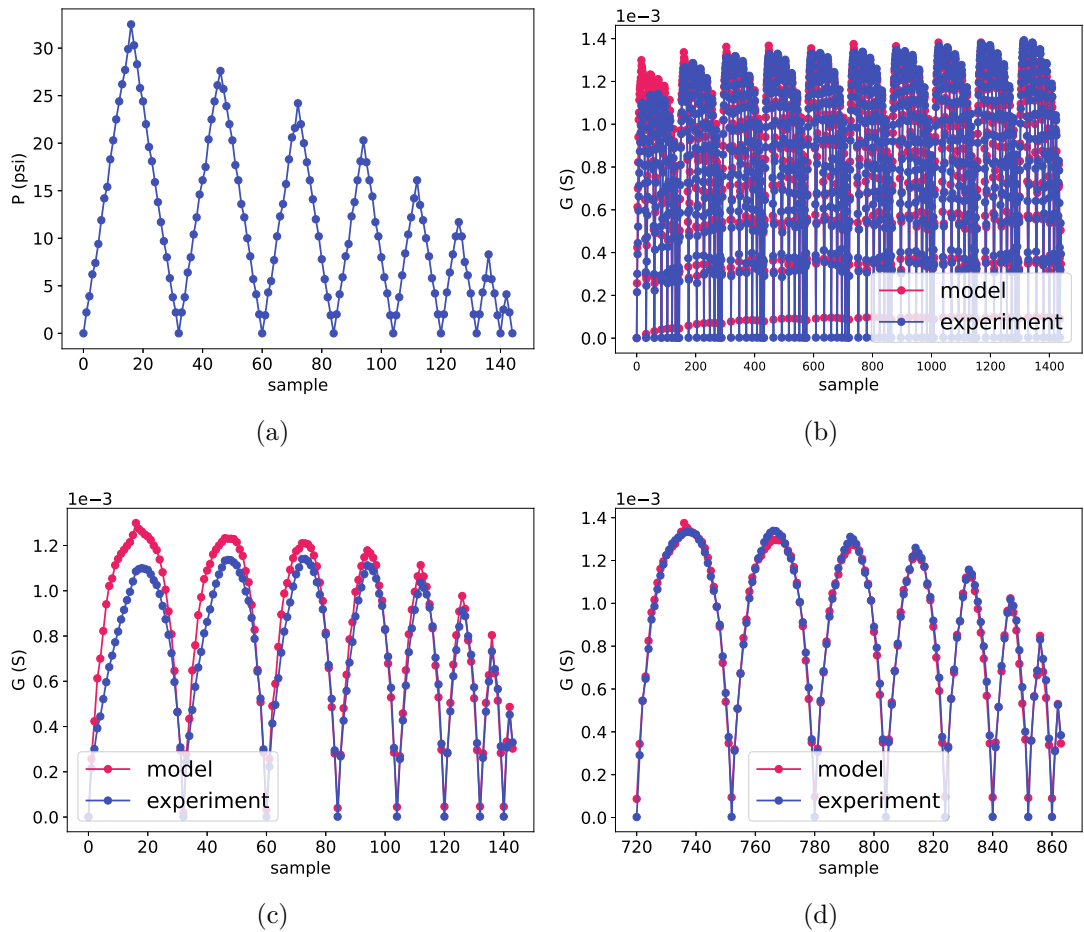 30
25
20
15
10
5
0
P (psi)
0 20 40 60 80 100 120 140
sample
(a)
1e−3
1.4
1.2
1.0
0.8
0.6
0.4
0.2
0.0
G (S)
model
experiment
0 200 400 600 800 1000 1200 1400
sample
(b)
1e−3
1.2
1.0
0.8
0.6
0.4
0.2
0.0
G (S)
model
experiment
0 20 40 60 80 100 120 140
sample
(c)
1e−3
1.4
1.2
1.0
0.8
0.6
0.4
0.2
0.0
G (S)
model
experiment
720 740 760 780 800 820 840 860
sample
(d)